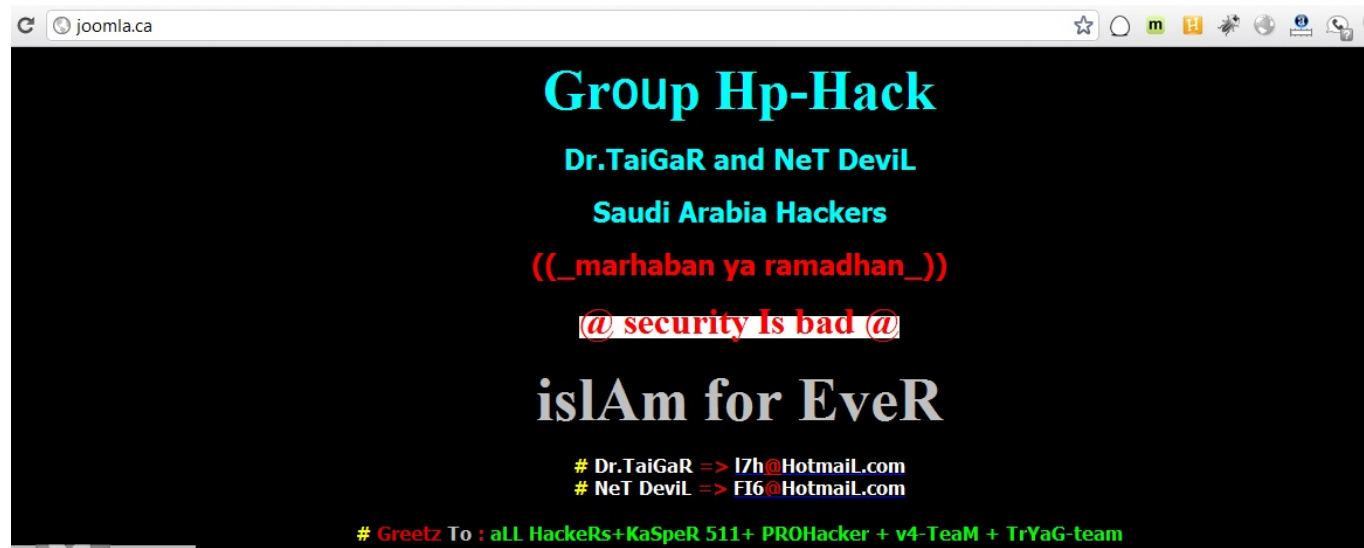 joomla.ca
Group Hp-Hack
Dr.TaiGaR and NeT DeviL
Saudi Arabia Hackers
((_marhaban ya ramadhan_))
@ security Is bad @
islAm for EveR
# Dr.TaiGaR => l7h@HotmaiL.com
# NeT DeviL => FI6@HotmaiL.com
# Greetz To : aLL HackeRs+KaSpeR 511+ PROHacker + v4-TeaM + TrYaG-team